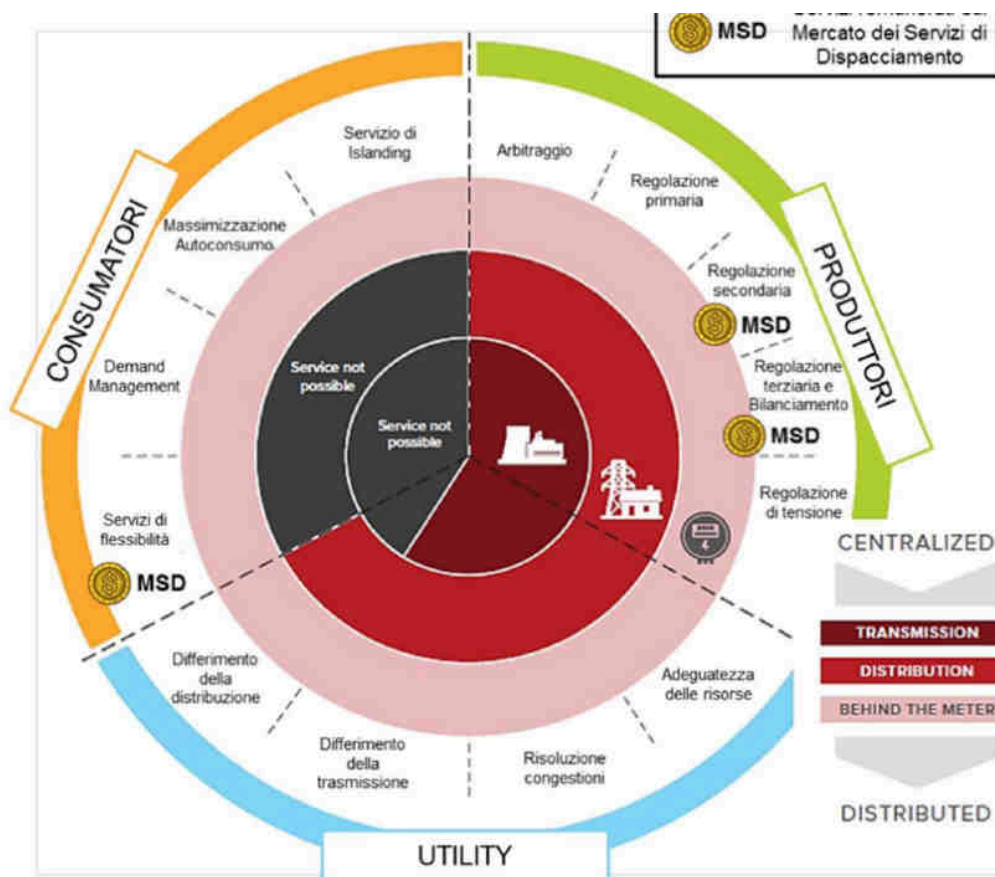 MSD
Mercato dei Servizi di
Dispacciamento
Servizio di
Islanding
Arbitraggio
Regolazione
primaria
Massimizzazione
Autoconsumo
CONSUMATORI
PRODUTTORI
Regolazione
secondaria
MSD
Demand
Management
Service not
possible
Service not
possible
Regolazione
terziaria e
Bilanciamento
MSD
Regolazione
di tensione
Servizi di
flessibilità
MSD
CENTRALIZED
TRANSMISSION
DISTRIBUTION
BEHIND THE METER
DISTRIBUTED
Differimento
della
distribuzione
Adeguatezza
delle risorse
Differimento
della
trasmissione
Risoluzione
congestioni
UTILITY